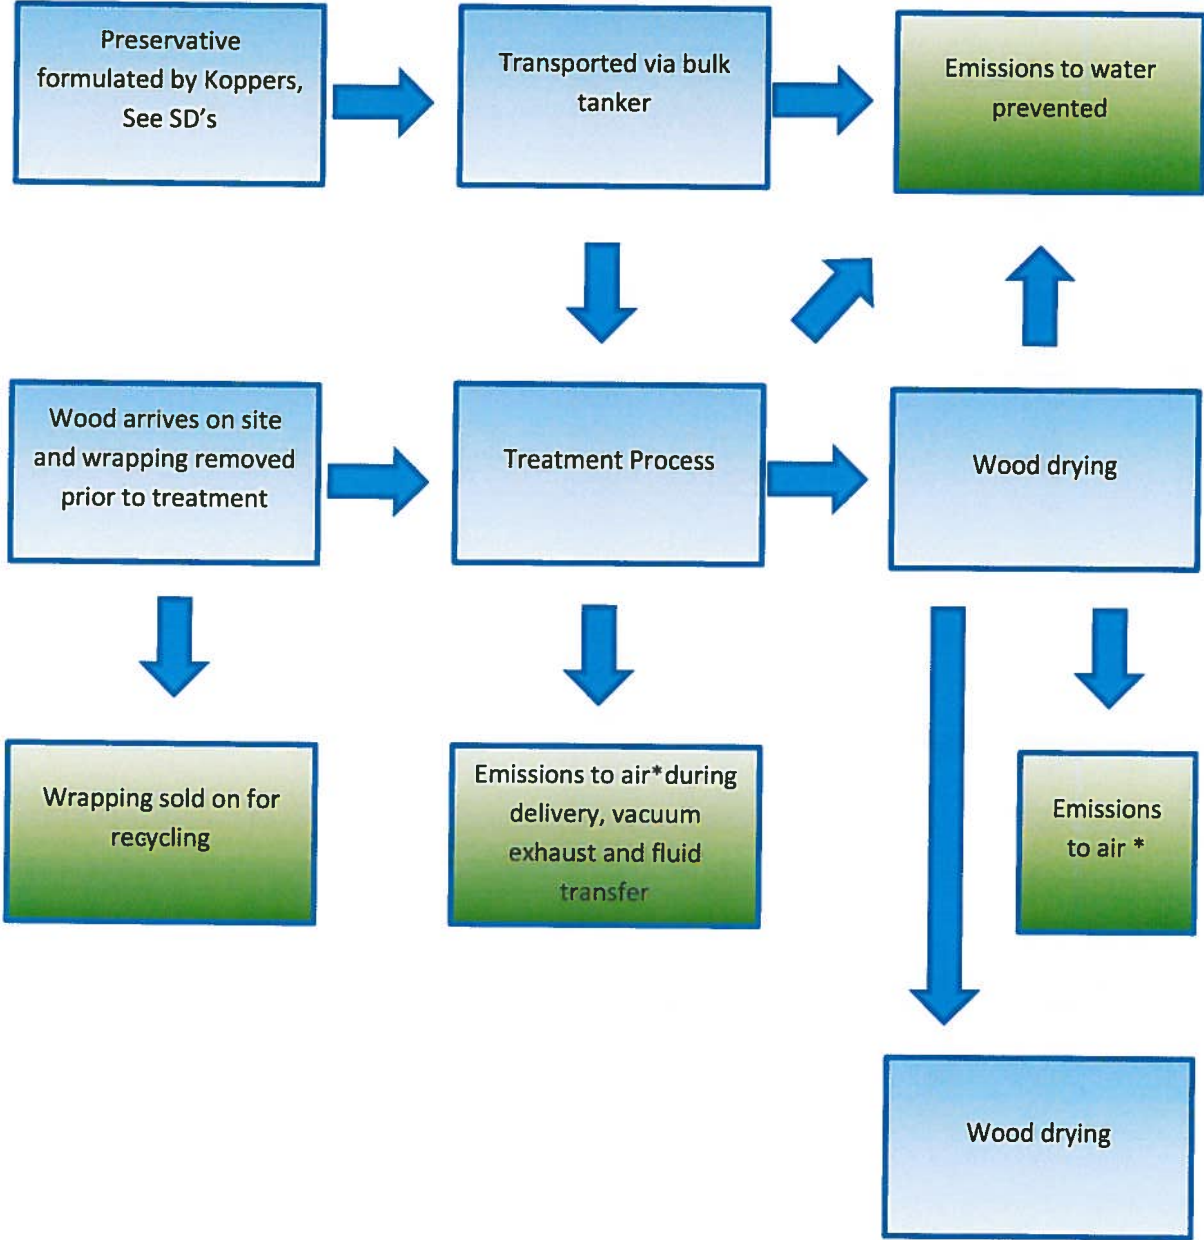 Preservative
formulated by Koppers,
See SD's
Transported via bulk
tanker
Emissions to water
prevented
Wood arrives on site
and wrapping removed
prior to treatment
Treatment Process
Wood drying
Wrapping sold on for
recycling
Emissions to air*during
delivery, vacuum
exhaust and fluid
transfer
Emissions
to air *
Wood drying